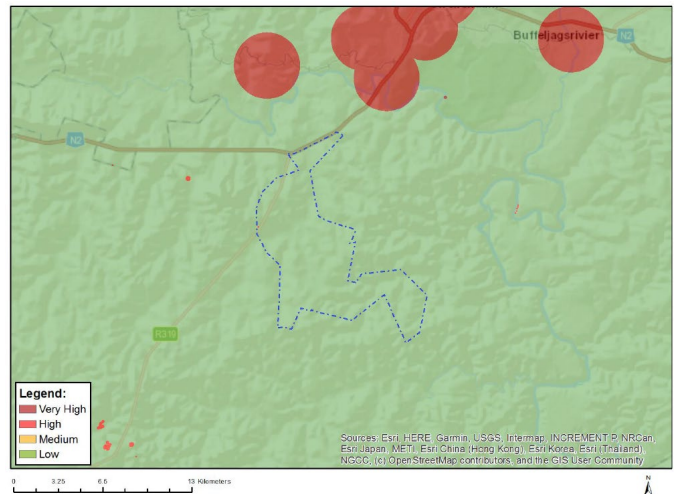 Buffeljagsrivier
N2
N2
R319
Legend:
Very High
High
Medium
Low
Sources: Esri, HERE, Garmin, USGS, Intermap, INCREMENT P, NRCan,
Esri Japan, METI, Esri China (Hong Kong), Esri Korea, Esri (Thailand),
NGCC, (c) OpenStreetMap contributors, and the GIS User Community
0 3.25 6.5 13 Kilometers
N